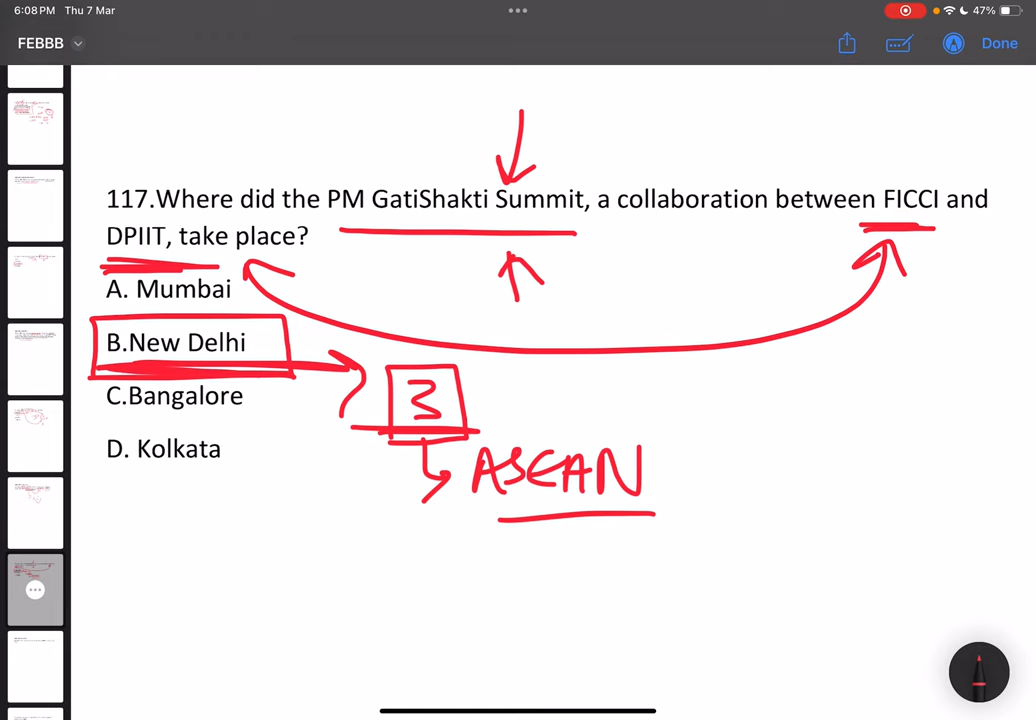 6:08 PM Thu 7 Mar
47%
FEBBB
Done
117.Where did the PM GatiShakti Summit, a collaboration between FICCI and
DPIIT, take place?
A. Mumbai
B.New Delhi
C.Bangalore
3
D. Kolkata
ASEAN